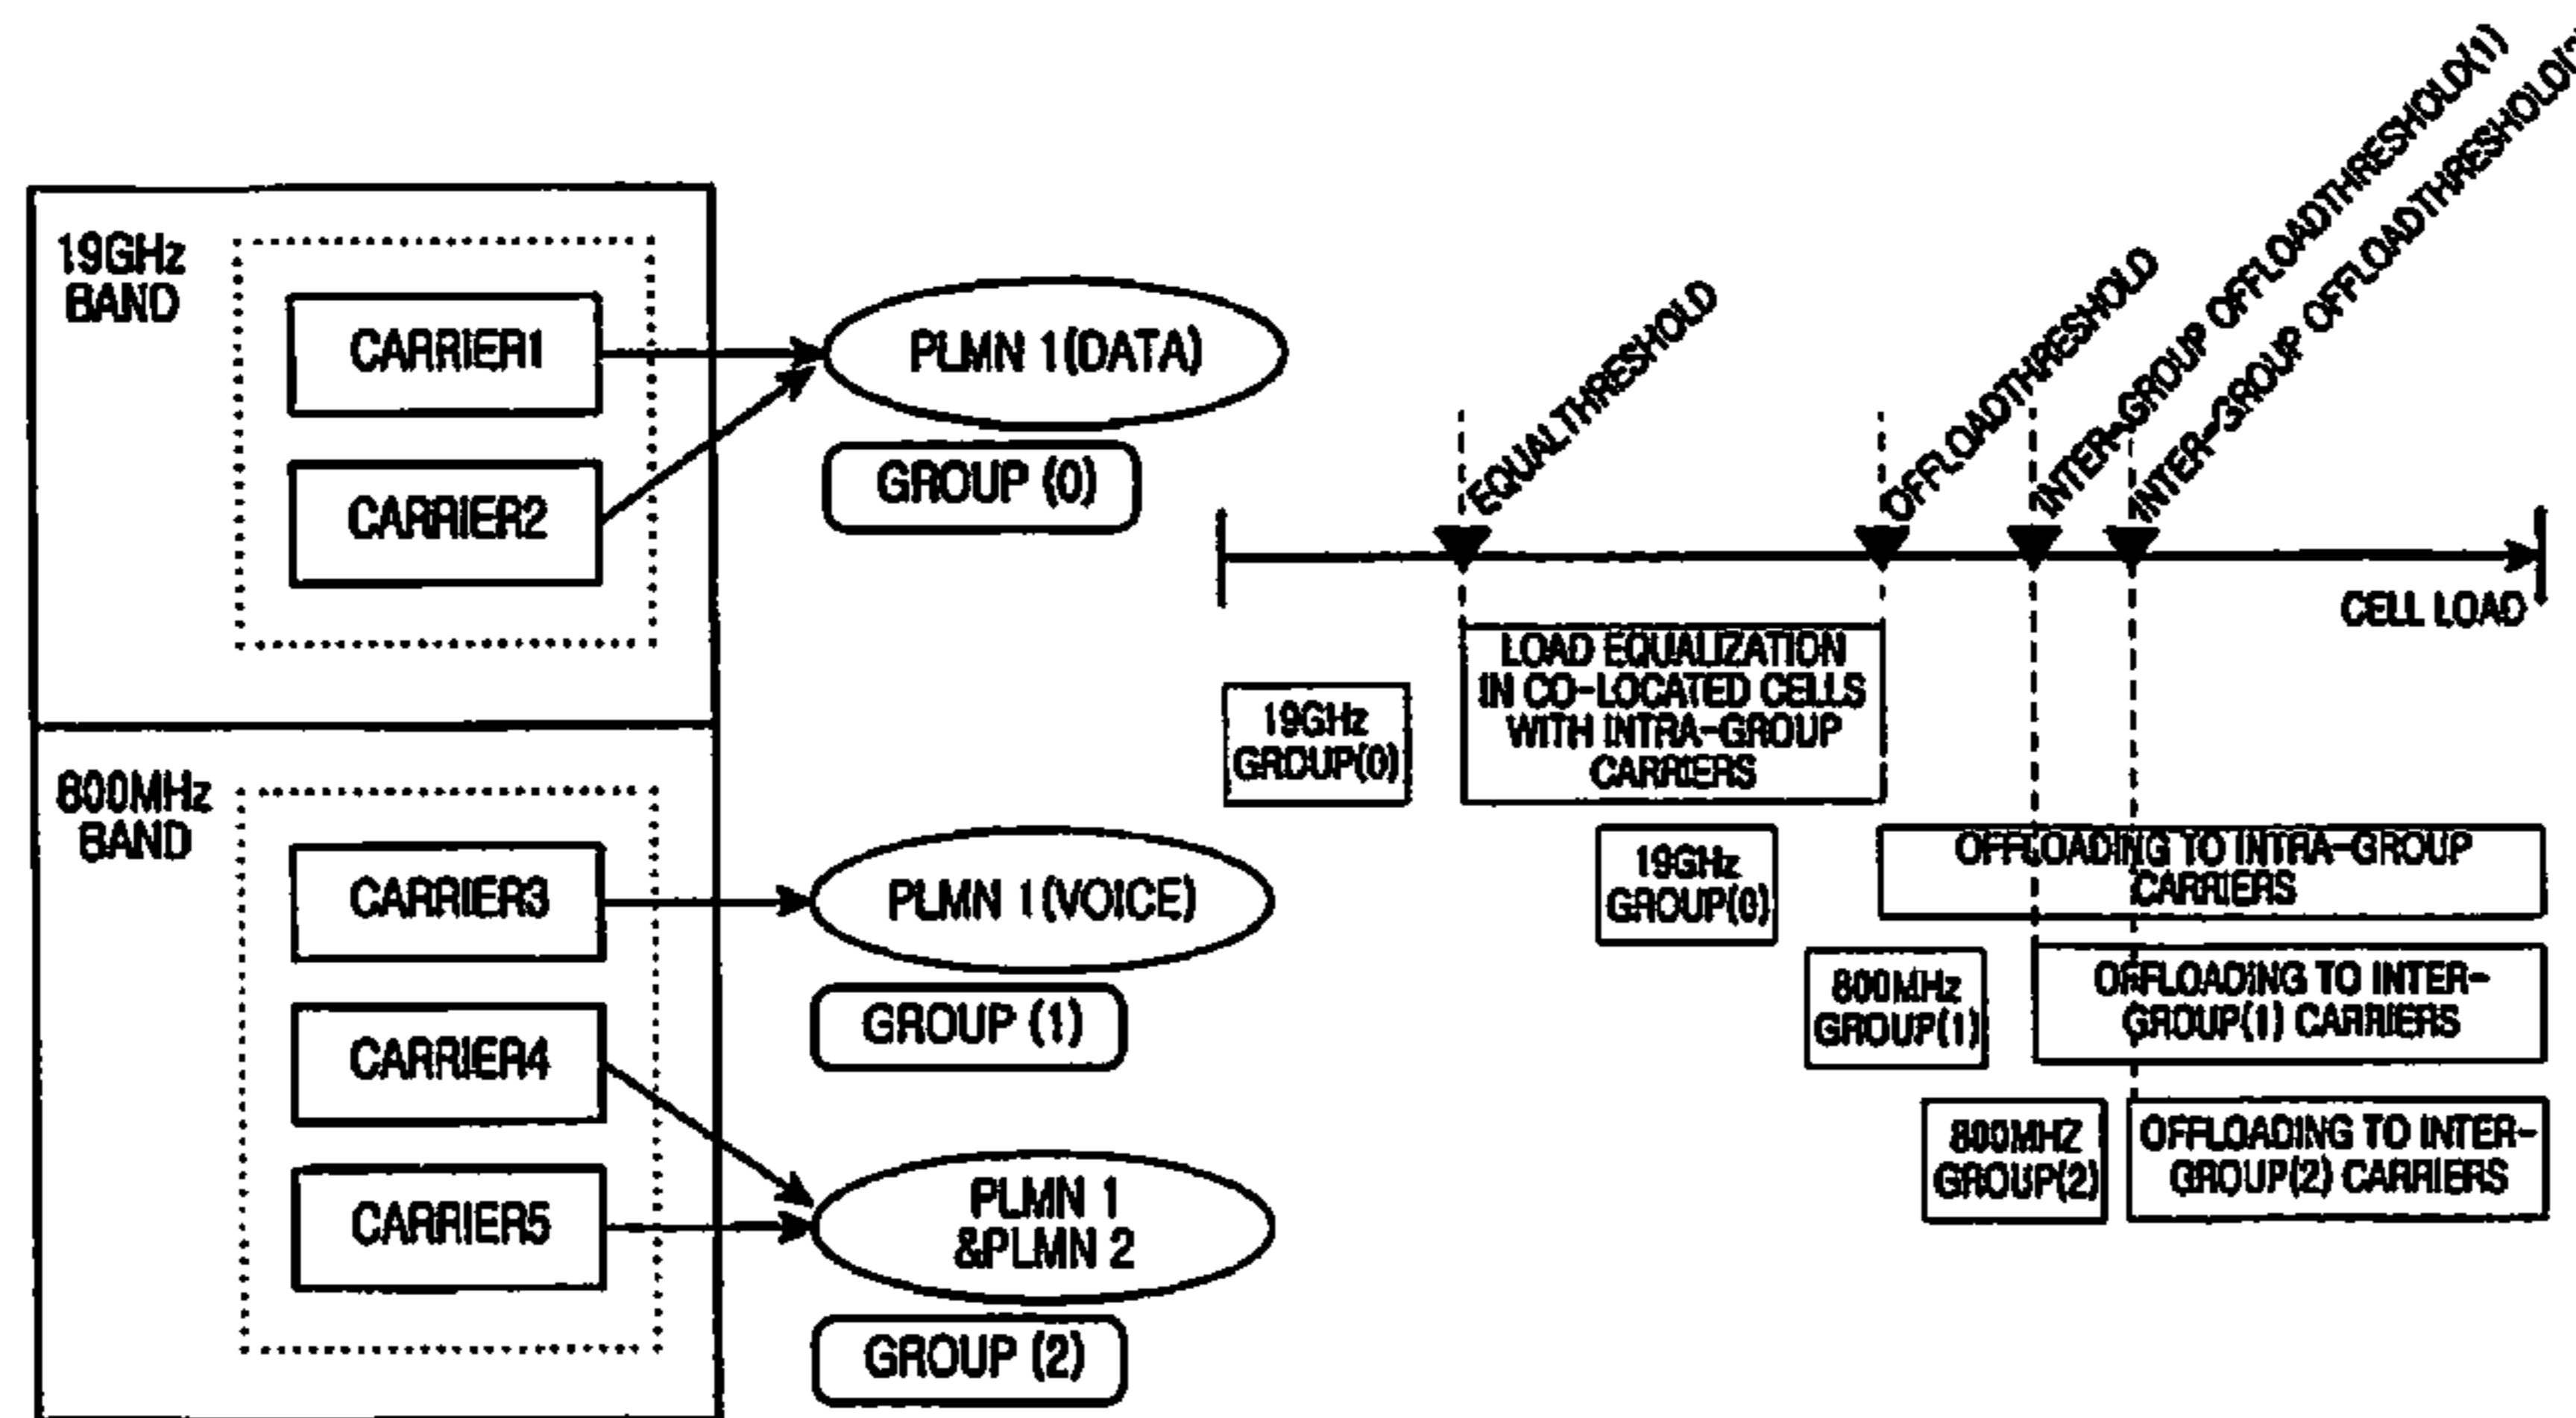 19GHz
BAND
CARRIER1
CARRIER2
PLMN 1(DATA)
GROUP (0)
800MHz
BAND
CARRIER3
CARRIER4
CARRIER5
PLMN 1(VOICE)
GROUP (1)
PLMN 1
&PLMN 2
GROUP (2)
EQUALTHRESHOLD
OFFLOADTHRESHOLD
INTER-GROUP OFFLOADTHRESHOLD(1)
INTER-GROUP OFFLOADTHRESHOLD(2)
CELL LOAD
19GHz
GROUP(0)
LOAD EQUALIZATION
IN CO-LOCATED CELLS
WITH INTRA-GROUP
CARRIERS
19GHz
GROUP(0)
OFFLOADING TO INTRA-GROUP
CARRIERS
800MHz
GROUP(1)
OFFLOADING TO INTER-
GROUP(1) CARRIERS
800MHZ
GROUP(2)
OFFLOADING TO INTER-
GROUP(2) CARRIERS